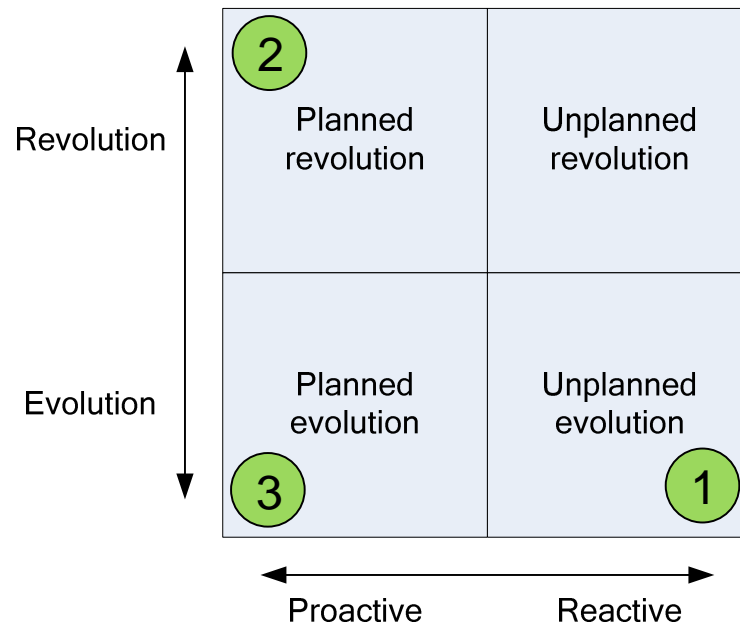 2
Planned
revolution
Unplanned
revolution
Revolution
Planned
evolution
Unplanned
evolution
Evolution
3
1
Proactive
Reactive